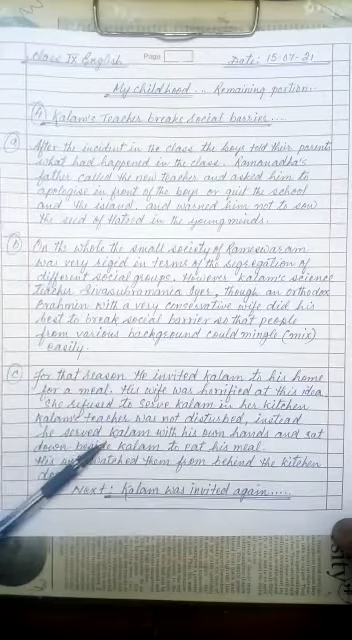 Class IX English Page Date: 15-07-21
My childhood... Remaining portion..
(4) Kalam's Teacher breaks social barrier....
(a) After the incident in the class the boys told their parents
what had happened in the class. Ramanadha's
father called the new teacher and asked him to
apologise in front of the boys or quit the school
and the island. and warned him not to sow
the seed of Hatred in the young minds.
(b) On the whole the small society of Rameswaram
was very riged in terms of the segregation of
different social groups. However Kalam's science
teacher Sivasubramania Iyer, though an orthodox
Brahmin with a very conservative wife did his
best to break social barrier so that people
from various background could mingle (mix)
easily.
(c) for that reason He invited Kalam to his home
for a meal. His wife was horrified at this idea
She refused to serve Kalam in her kitchen
Kalam's teacher was not disturbed, instead
he served Kalam with his own hands and sat
down beside Kalam to eat his meal.
His watched them from behind the kitchen
Next: Kalam was invited again.....